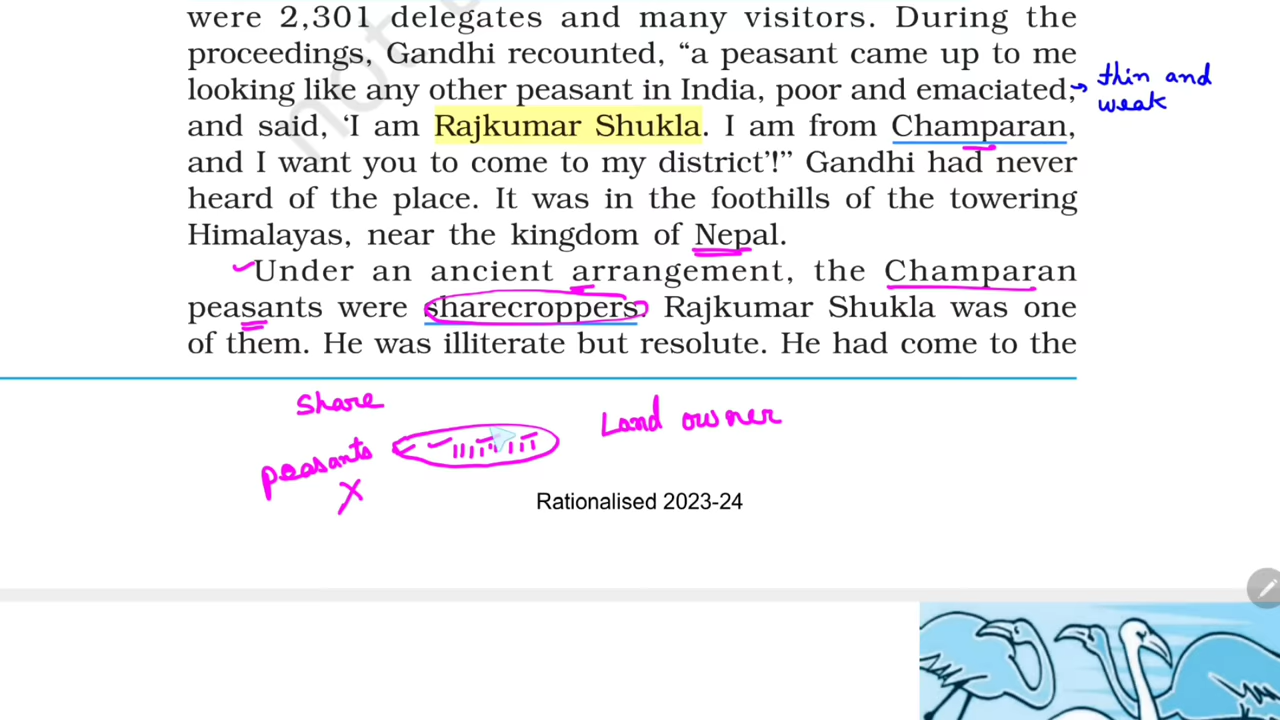 were 2,301 delegates and many visitors. During the
proceedings, Gandhi recounted, “a peasant came up to me
looking like any other peasant in India, poor and emaciated,
thin and
weak
and said, ‘I am Rajkumar Shukla. I am from Champaran,
and I want you to come to my district’!” Gandhi had never
heard of the place. It was in the foothills of the towering
Himalayas, near the kingdom of Nepal.
Under an ancient arrangement, the Champaran
peasants were sharecroppers. Rajkumar Shukla was one
of them. He was illiterate but resolute. He had come to the
Share
Land owner
peasants
X
Rationalised 2023-24
not